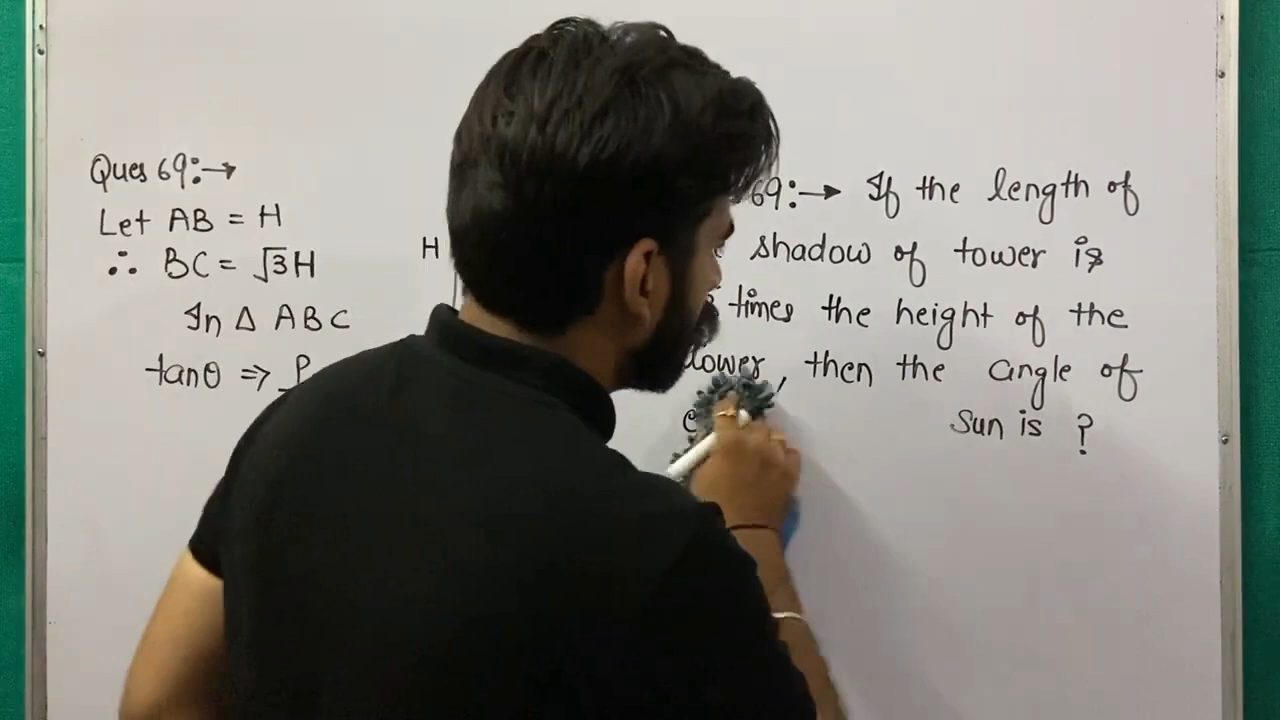 Ques 69:→
Let AB = H
∴ BC = √3H
In Δ ABC
tanθ ⇒ P
H
69:→ If the length of
shadow of tower is
times the height of the
tower, then the angle of
Sun is ?